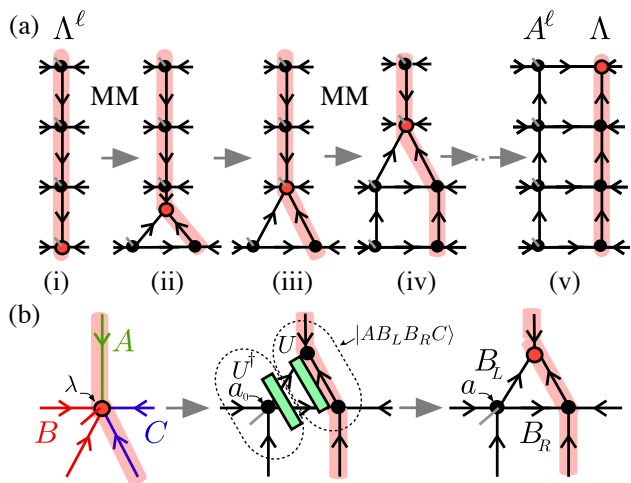 (a) Λ^ℓ A^ℓ Λ
MM MM
(i) (ii) (iii) (iv) (v)
(b) λ A B C
U† U |AB_L B_R C⟩
a_0
a B_L B_R